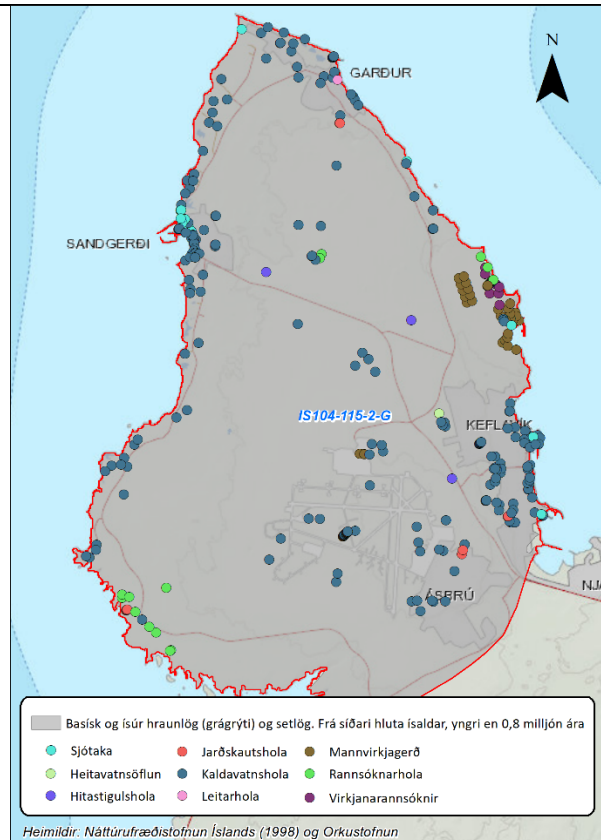 N
GARÐUR
SANDGERÐI
IS104-115-2-G
KEFLAVÍK
ÁSBRÚ
NJA
Basísk og ísúr hraunlög (grágrýti) og setlög. Frá síðari hluta ísaldar, yngri en 0,8 milljón ára
Sjótaka Jarðskautshola Mannvirkjagerð
Heitavatnsöflun Kaldavatnshola Rannsóknarhola
Hitastigulshola Leitarhola Virkjanarannsóknir
Heimildir: Náttúrufræðistofnun Íslands (1998) og Orkustofnun